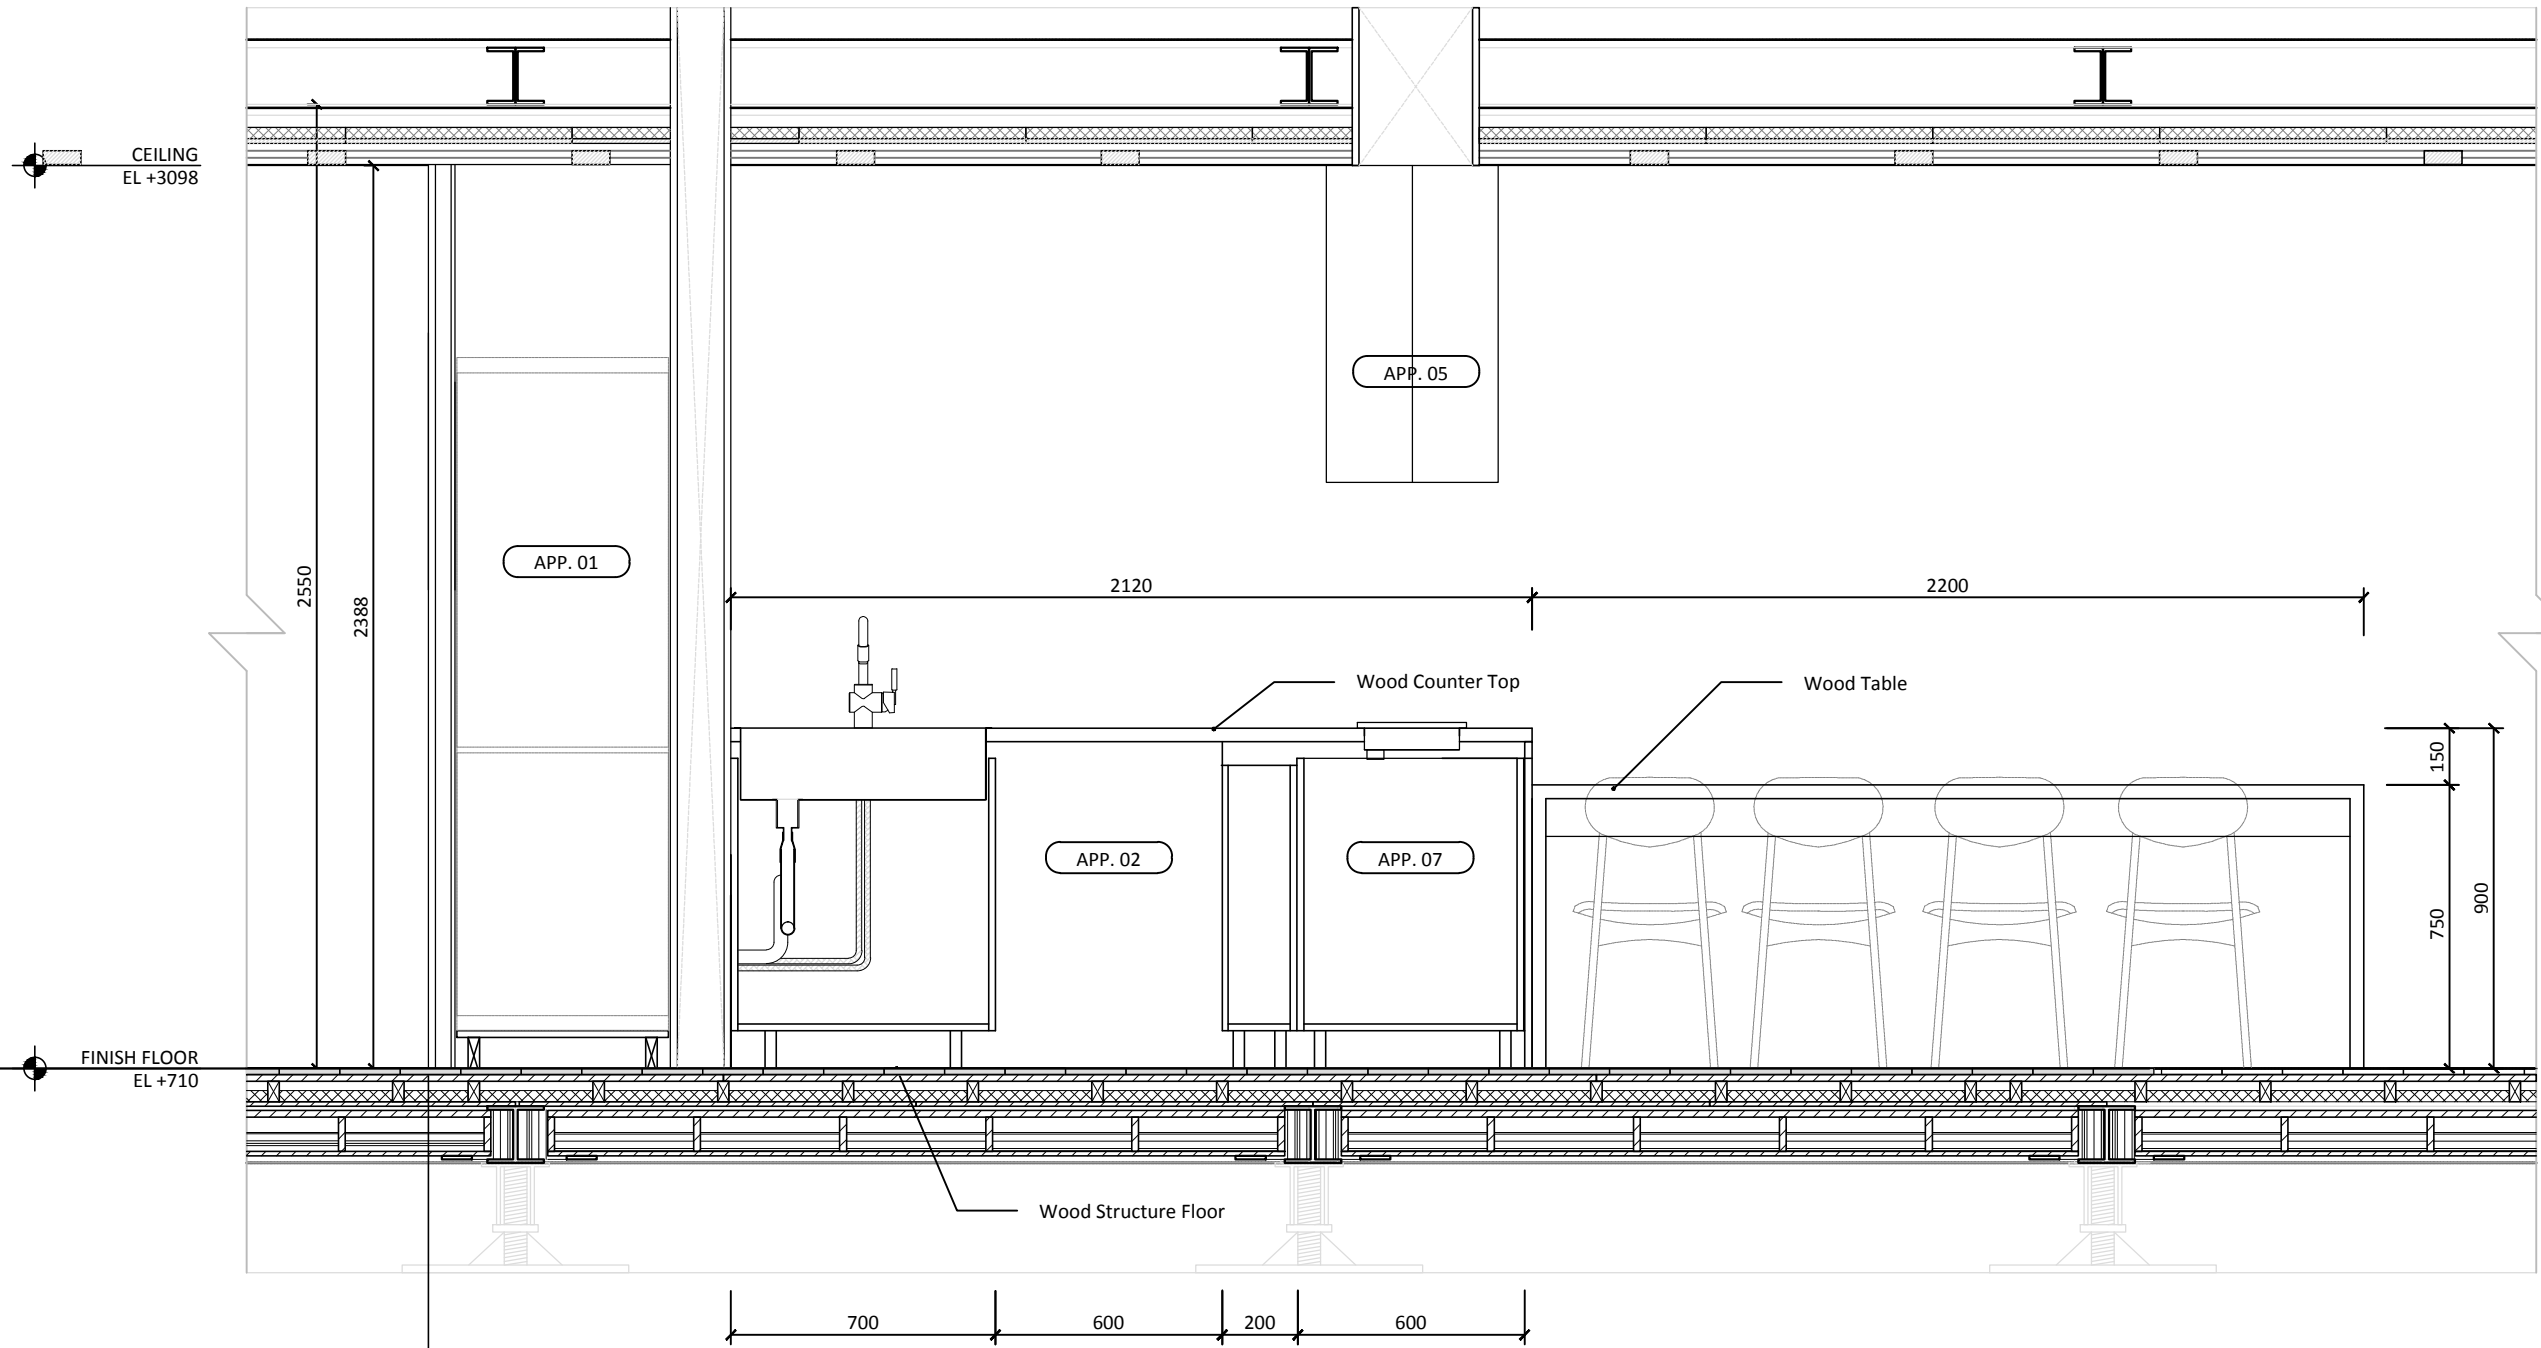 CEILING
EL +3098
APP. 05
APP. 01
2550
2388
2120
2200
Wood Counter Top
Wood Table
150
APP. 02
APP. 07
900
750
FINISH FLOOR
EL +710
Wood Structure Floor
700
600
200
600